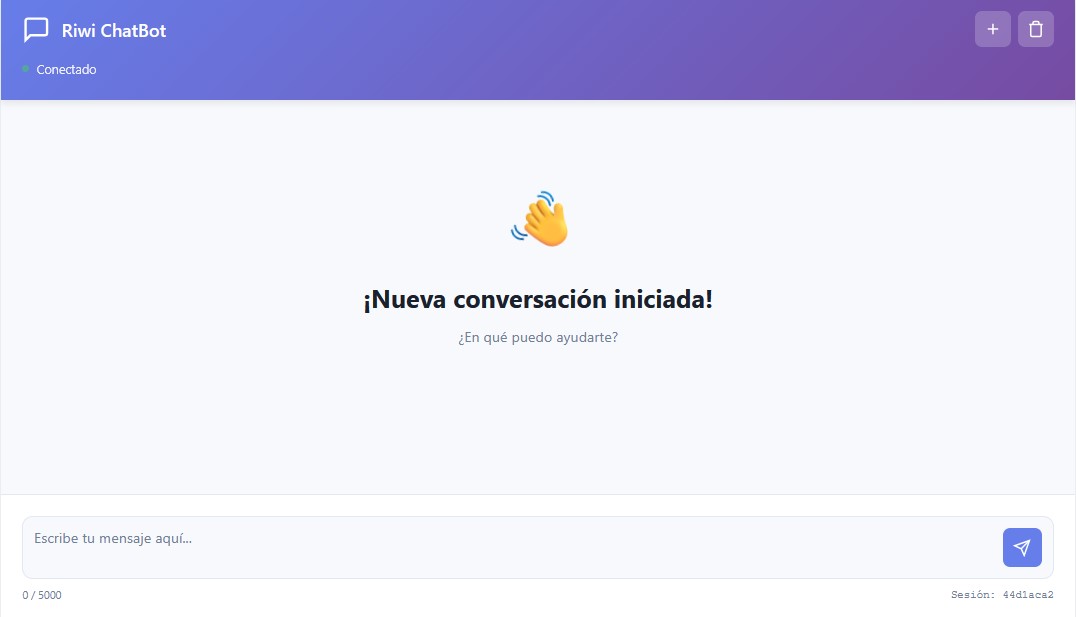 Riwi ChatBot
Conectado
¡Nueva conversación iniciada!
¿En qué puedo ayudarte?
Escribe tu mensaje aquí...
0 / 5000
Sesión: 44d1aca2